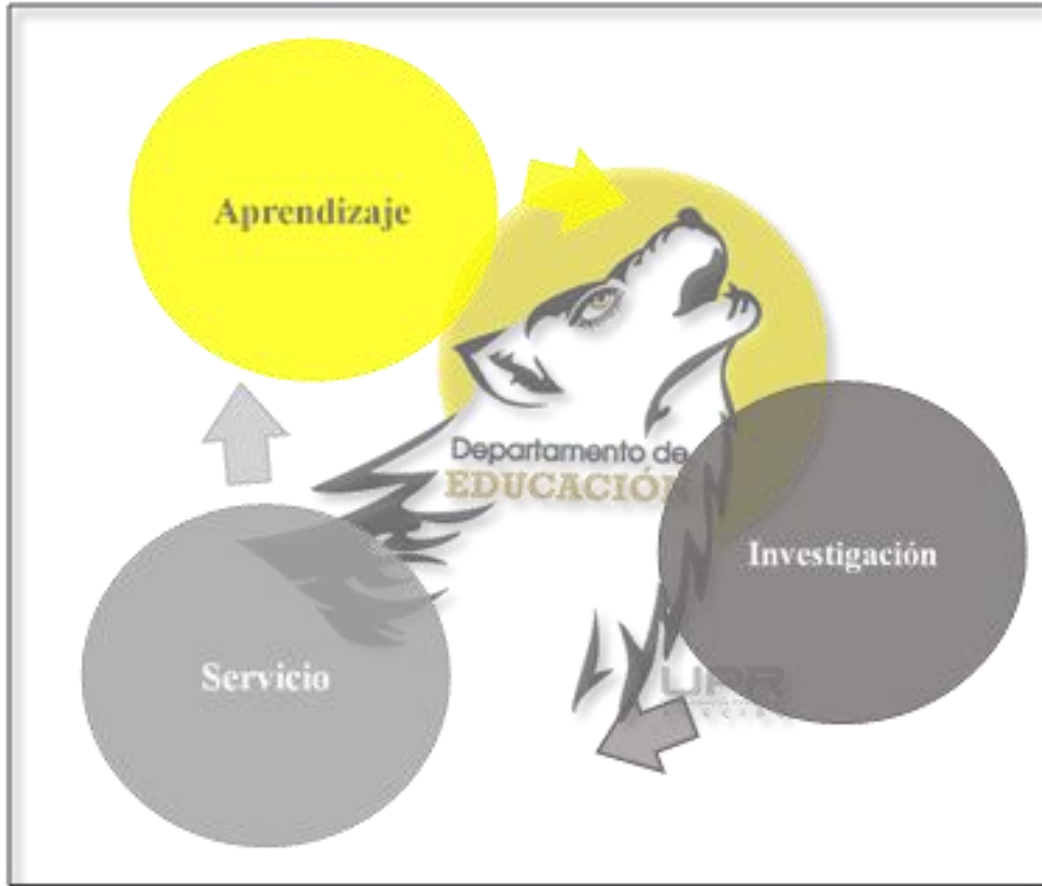 Aprendizaje
Departamento de
EDUCACIÓN
Investigación
Servicio
UPR